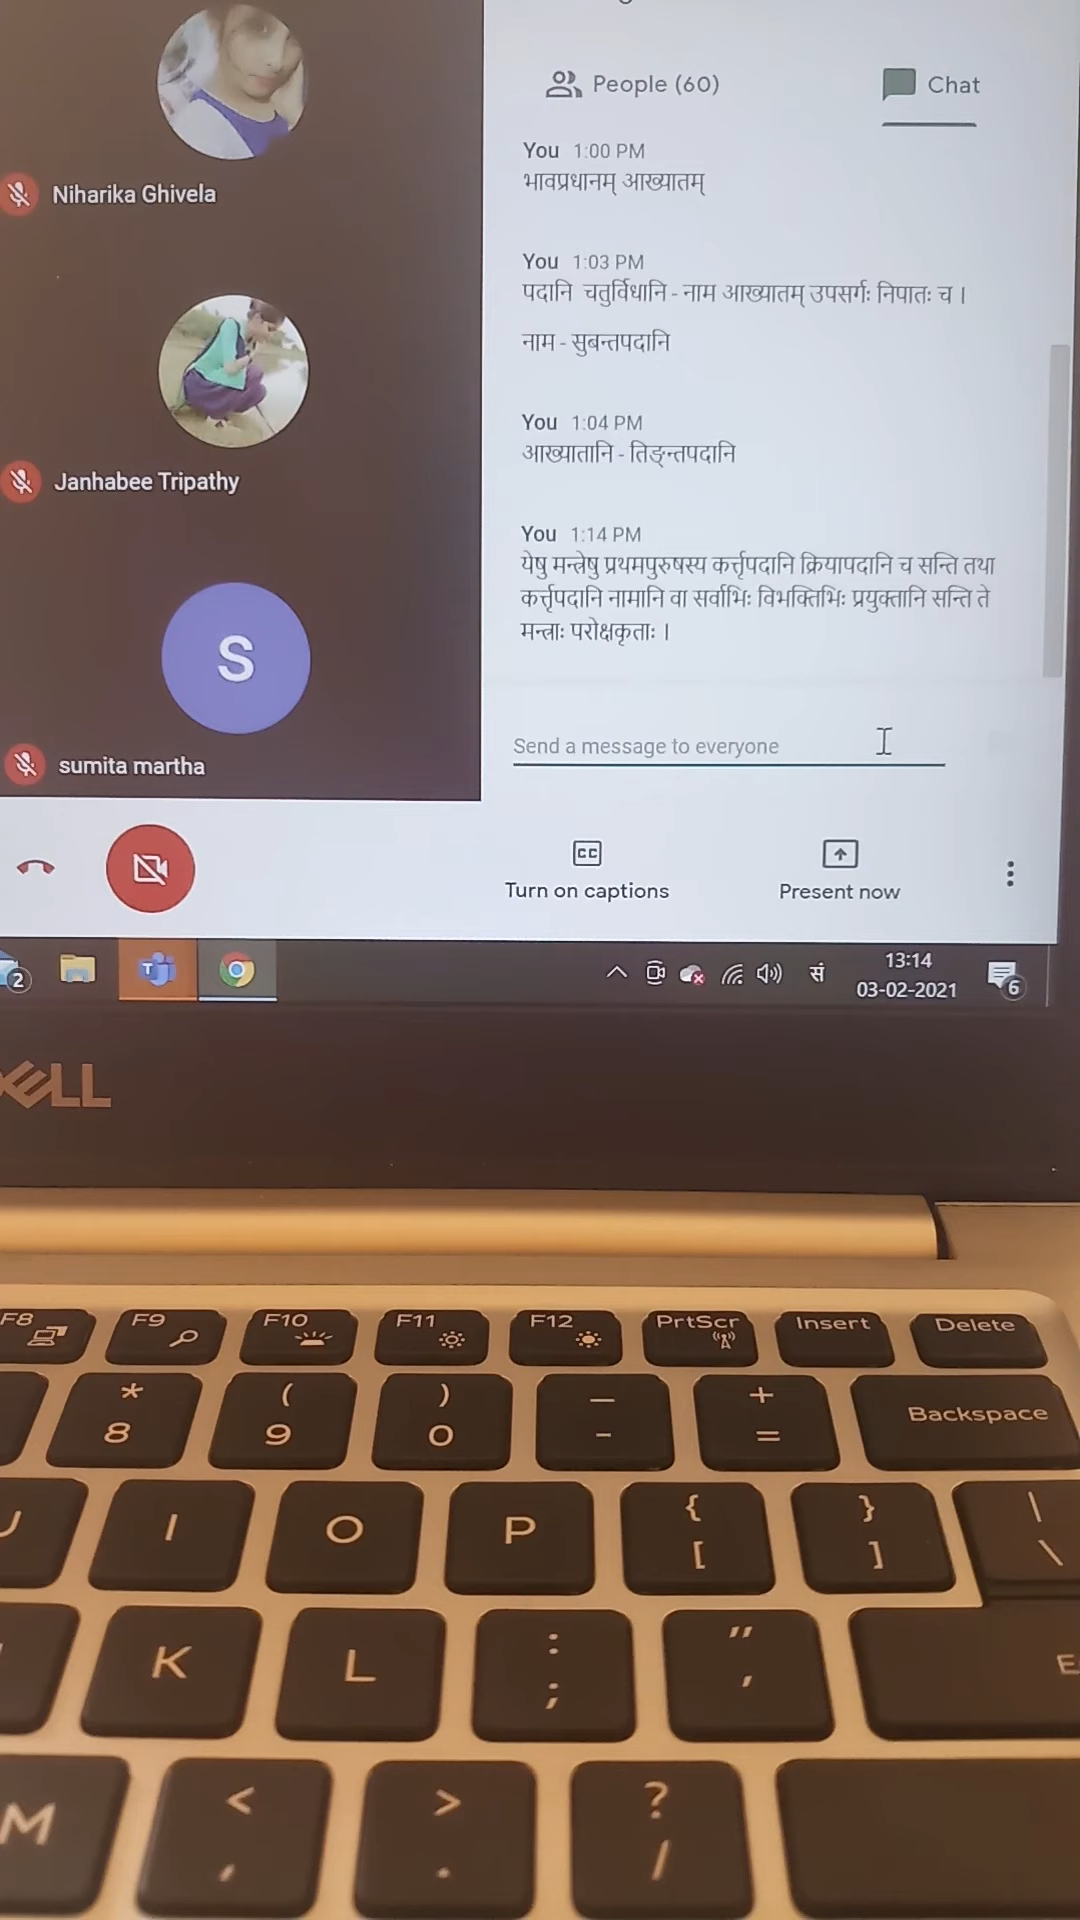 People (60)
Chat
You 1:00 PM
भावप्रधानम् आख्यातम्
Niharika Ghivela
You 1:03 PM
पदानि चतुर्विधानि - नाम आख्यातम् उपसर्गः निपातः च ।
नाम - सुबन्तपदानि
You 1:04 PM
आख्यातानि - तिङ्न्तपदानि
Janhabee Tripathy
You 1:14 PM
येषु मन्त्रेषु प्रथमपुरुषस्य कर्त्तृपदानि क्रियापदानि च सन्ति तथा
कर्त्तृपदानि नामानि वा सर्वाभिः विभक्तिभिः प्रयुक्तानि सन्ति ते
मन्त्राः परोक्षकृताः ।
S
sumita martha
Send a message to everyone
CC
Turn on captions
Present now
2
T
सं
13:14
03-02-2021
6
DELL
F8 F9 F10 F11 F12 PrtScr Insert Delete
* ( ) — +
8 9 0 - =
Backspace
U I O P { } |
[ ] \
K L : "
; '
M < > ?
, . /